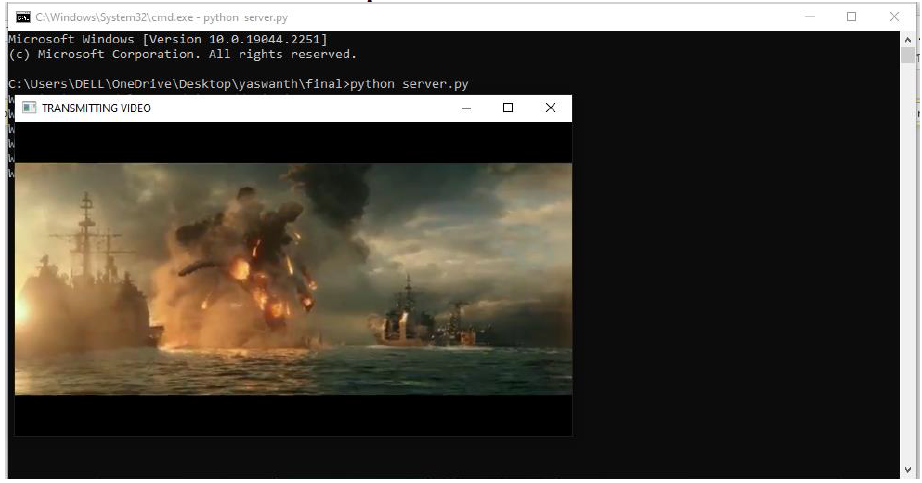 C:\Windows\System32\cmd.exe - python server.py
Microsoft Windows [Version 10.0.19044.2251]
(c) Microsoft Corporation. All rights reserved.
C:\Users\DELL\OneDrive\Desktop\yaswanth\final>python server.py
TRANSMITTING VIDEO